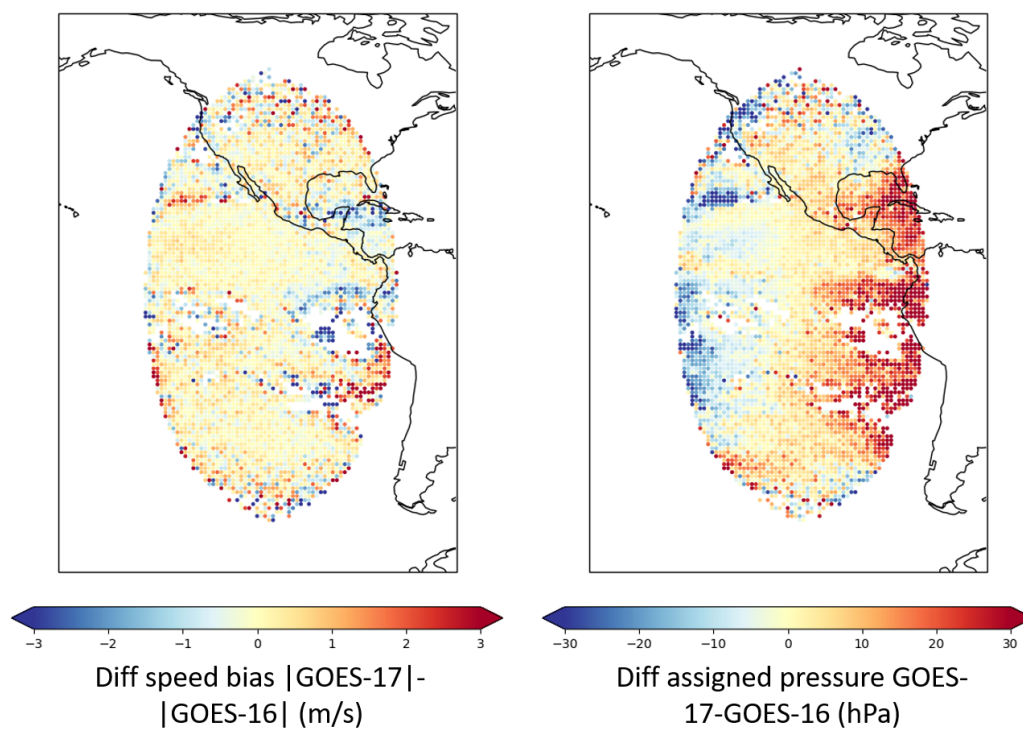 −3 −2 −1 0 1 2 3
Diff speed bias |GOES-17|-
|GOES-16| (m/s)
−30 −20 −10 0 10 20 30
Diff assigned pressure GOES-
17-GOES-16 (hPa)